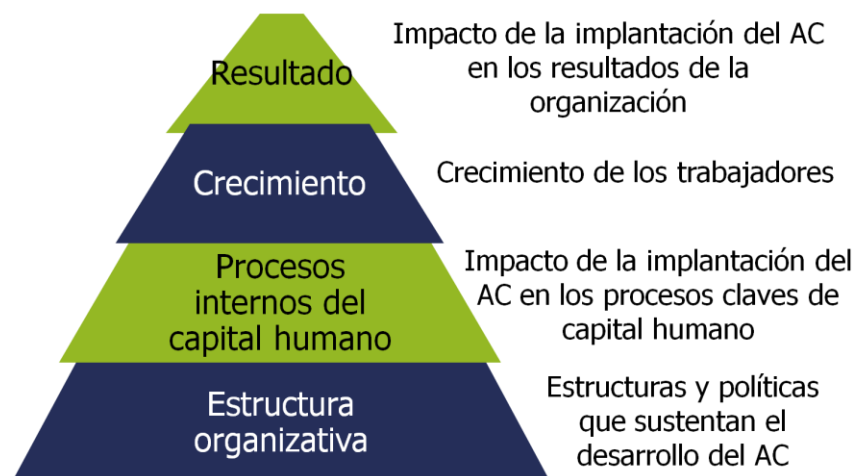 Resultado
Impacto de la implantación del AC
en los resultados de la
organización
Crecimiento
Crecimiento de los trabajadores
Procesos
internos del
capital humano
Impacto de la implantación del
AC en los procesos claves de
capital humano
Estructura
organizativa
Estructuras y políticas
que sustentan el
desarrollo del AC